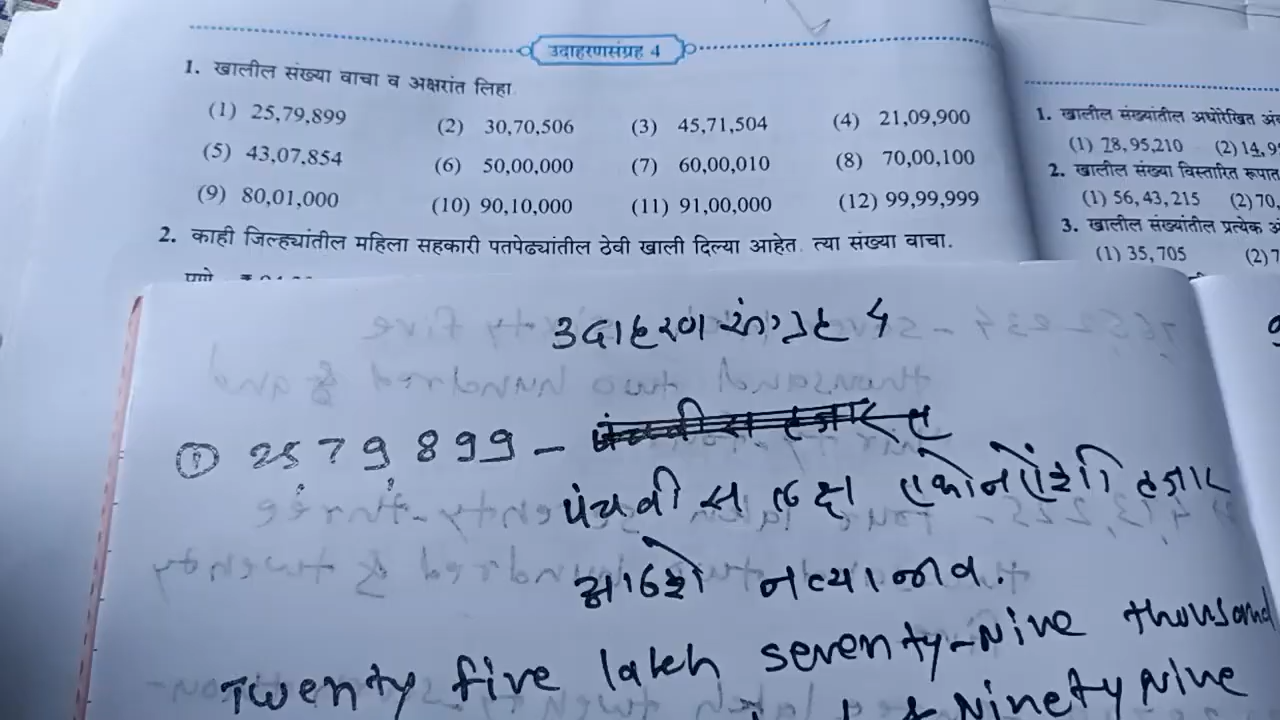 उदाहरणसंग्रह 4
1. खालील संख्या वाचा व अक्षरांत लिहा.
(1) 25,79,899 (2) 30,70,506 (3) 45,71,504 (4) 21,09,900
(5) 43,07,854 (6) 50,00,000 (7) 60,00,010 (8) 70,00,100
(9) 80,01,000 (10) 90,10,000 (11) 91,00,000 (12) 99,99,999
2. काही जिल्ह्यांतील महिला सहकारी पतपेढ्यांतील ठेवी खाली दिल्या आहेत. त्या संख्या वाचा.
1. खालील संख्यांतील अधोरेखित
(1) 78,95,210 (2) 14,9
2. खालील संख्या विस्तारित रूपात
(1) 56,43,215 (2) 70,
3. खालील संख्यांतील प्रत्येक
(1) 35,705 (2) 7
उदाहरण संग्रह 4
① 25 79 899 –
पंचवीस लक्ष एकोनऐंशी हजार
आठशे नव्याण्णव.
Twenty five lakh seventy-Nine thousand
& Ninety Nine